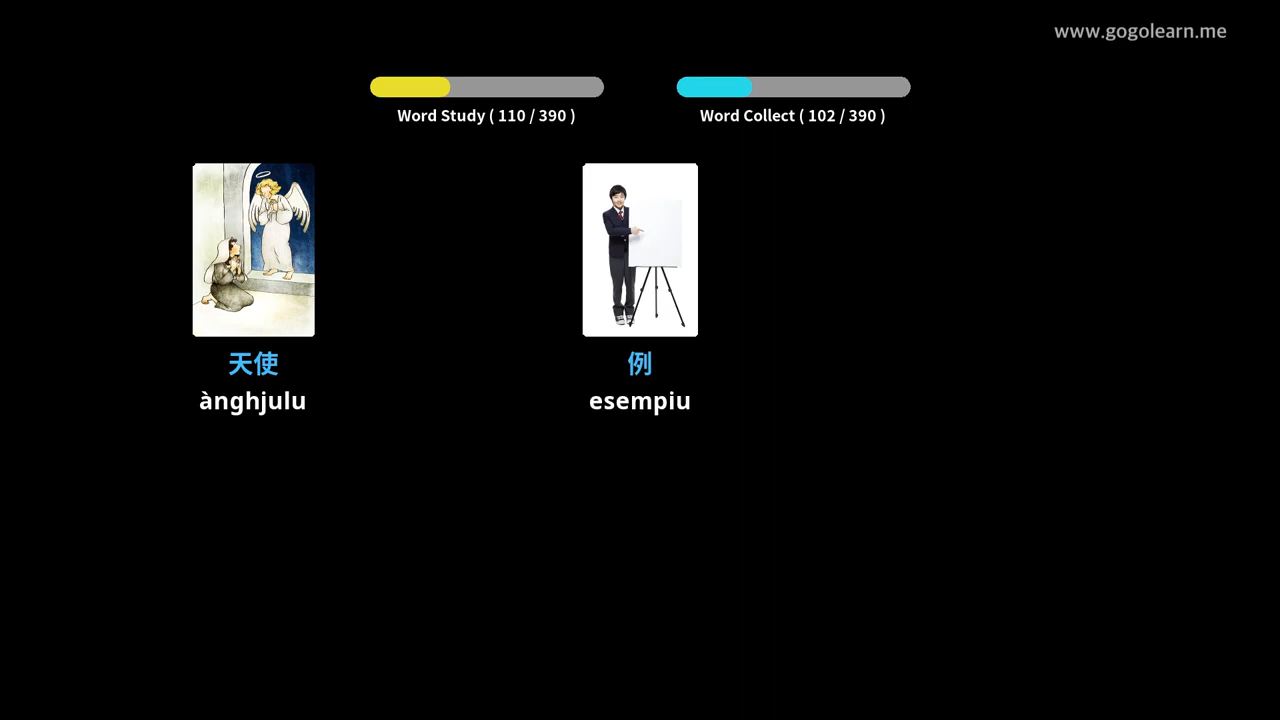 www.gogolearn.me
Word Study ( 110 / 390 )
Word Collect ( 102 / 390 )
天使
ànghjulu
例
esempiu